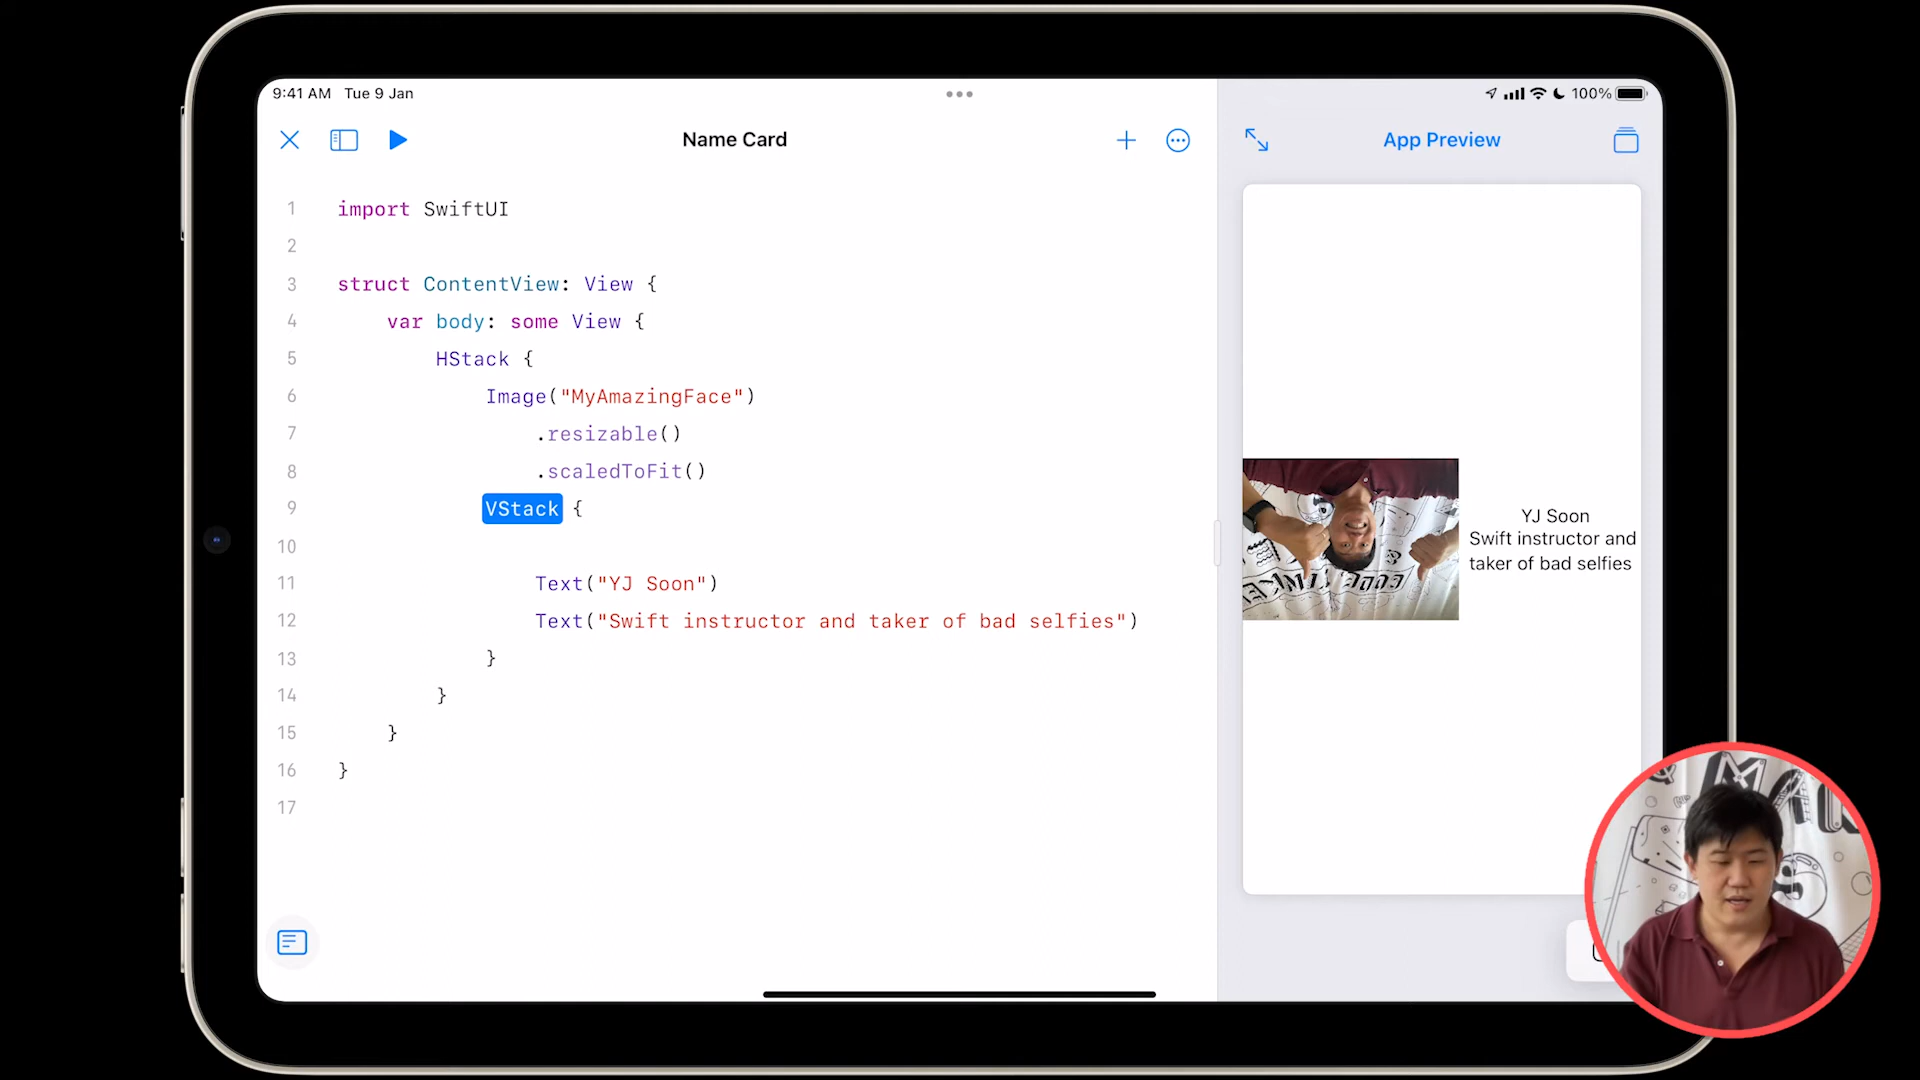 9:41 AM Tue 9 Jan
100%
Name Card
App Preview
1 import SwiftUI
2
3 struct ContentView: View {
4 var body: some View {
5 HStack {
6 Image("MyAmazingFace")
7 .resizable()
8 .scaledToFit()
9 VStack {
10
11 Text("YJ Soon")
12 Text("Swift instructor and taker of bad selfies")
13 }
14 }
15 }
16 }
17
YJ Soon
Swift instructor and
taker of bad selfies